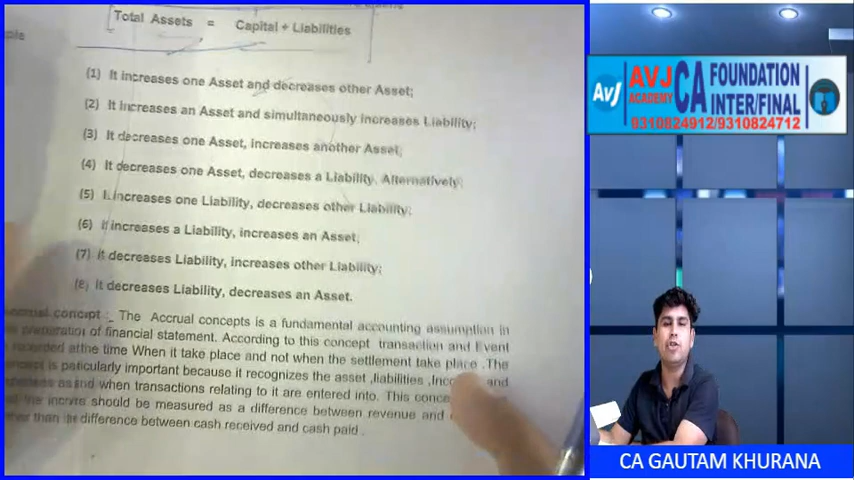 Total Assets = Capital + Liabilities
(1) It increases one Asset and decreases other Asset;
(2) It increases an Asset and simultaneously increases Liability;
(3) It decreases one Asset, increases another Asset;
(4) It decreases one Asset, decreases a Liability. Alternatively;
(5) It increases one Liability, decreases other Liability;
(6) It increases a Liability, increases an Asset;
(7) It decreases Liability, increases other Liability;
(8) It decreases Liability, decreases an Asset.
concept : The Accrual concepts is a fundamental accounting assumption in
preparation of financial statement. According to this concept transaction and Event
recorded at the time When it take place and not when the settlement take place .The
is paticularly important because it recognizes the asset ,liabilities , and
as and when transactions relating to it are entered into. This
the income should be measured as a difference between revenue and
than its difference between cash received and cash paid .
AVJ
AVJ
ACADEMY
CA
FOUNDATION
INTER/FINAL
9310824912/9310824712
CA GAUTAM KHURANA